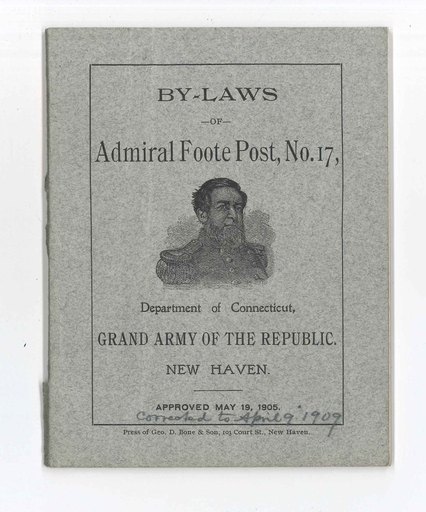 BY-LAWS
—OF—
Admiral Foote Post, No. 17,
Department of Connecticut,
GRAND ARMY OF THE REPUBLIC.
NEW HAVEN.
APPROVED MAY 19, 1905.
Corrected to April 9" 1909
Press of Geo. D. Bone & Son, 103 Court St., New Haven.